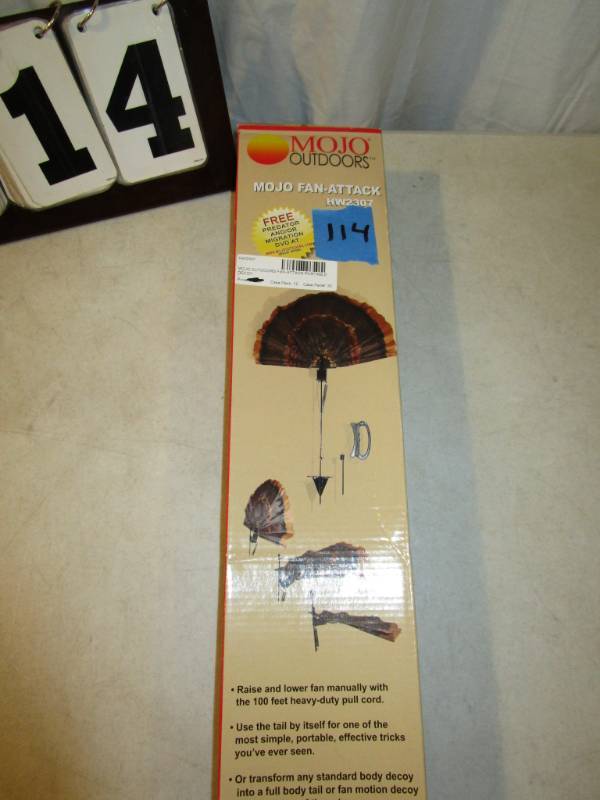 14
MOJO
OUTDOORS™
MOJO FAN-ATTACK
HW2307
FREE
PREDATOR
AND/OR
MIGRATION
DVD AT
114
• Raise and lower fan manually with
the 100 feet heavy-duty pull cord.
• Use the tail by itself for one of the
most simple, portable, effective tricks
you've ever seen.
• Or transform any standard body decoy
into a full body tail or fan motion decoy